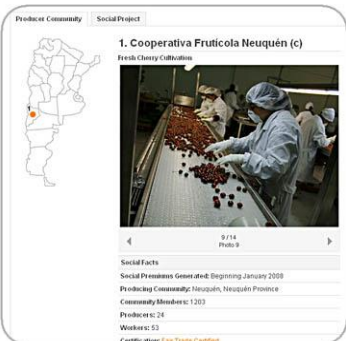 Producer Community
Social Project
1. Cooperativa Frutícola Neuquén (c)
Fresh Cherry Cultivation
1
9 / 14
Photo 9
Social Facts
Social Premiums Generated: Beginning January 2008
Producing Community: Neuquén, Neuquén Province
Community Members: 1203
Producers: 24
Workers: 53
Certification: Fair Trade Certified